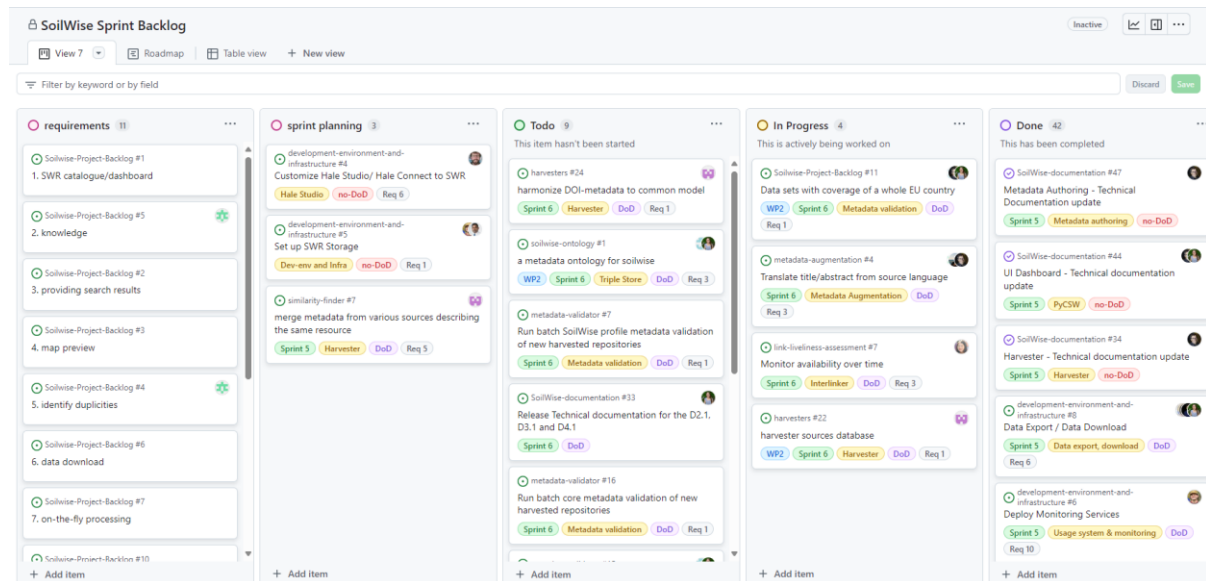 SoilWise Sprint Backlog
Inactive
View 7
Roadmap
Table view
+ New view
Filter by keyword or by field
Discard
Save
requirements 11
Soilwise-Project-Backlog #1
1. SWR catalogue/dashboard
Soilwise-Project-Backlog #5
2. knowledge
Soilwise-Project-Backlog #2
3. providing search results
Soilwise-Project-Backlog #3
4. map preview
Soilwise-Project-Backlog #4
5. identify duplicities
Soilwise-Project-Backlog #6
6. data download
Soilwise-Project-Backlog #7
7. on-the-fly processing
Soilwise-Project-Backlog #10
+ Add item
sprint planning 3
development-environment-and-
infrastructure #4
Customize Hale Studio/ Hale Connect to SWR
Hale Studio no-DoD Req 6
development-environment-and-
infrastructure #5
Set up SWR Storage
Dev-env and Infra no-DoD Req 1
similarity-finder #7
merge metadata from various sources describing
the same resource
Sprint 5 Harvester DoD Req 5
+ Add item
Todo 9
This item hasn't been started
harvesters #24
harmonize DOI-metadata to common model
Sprint 6 Harvester DoD Req 1
soilwise-ontology #1
a metadata ontology for soilwise
WP2 Sprint 6 Triple Store DoD Req 3
metadata-validator #7
Run batch SoilWise profile metadata validation
of new harvested repositories
Sprint 6 Metadata validation DoD Req 1
SoilWise-documentation #33
Release Technical documentation for the D2.1,
D3.1 and D4.1
Sprint 6 DoD
metadata-validator #16
Run batch core metadata validation of new
harvested repositories
Sprint 6 Metadata validation DoD Req 1
+ Add item
In Progress 4
This is actively being worked on
Soilwise-Project-Backlog #11
Data sets with coverage of a whole EU country
WP2 Sprint 6 Metadata validation DoD
Req 1
metadata-augmentation #4
Translate title/abstract from source language
Sprint 6 Metadata Augmentation DoD
Req 3
link-liveliness-assessment #7
Monitor availability over time
Sprint 6 Interlinker DoD Req 3
harvesters #22
harvester sources database
WP2 Sprint 6 Harvester DoD Req 1
+ Add item
Done 42
This has been completed
SoilWise-documentation #47
Metadata Authoring - Technical
Documentation update
Sprint 5 Metadata authoring no-DoD
SoilWise-documentation #44
UI Dashboard - Technical documentation
update
Sprint 5 PyCSW no-DoD
SoilWise-documentation #34
Harvester - Technical documentation update
Sprint 5 Harvester no-DoD
development-environment-and-
infrastructure #8
Data Export / Data Download
Sprint 5 Data export, download DoD
Req 6
development-environment-and-
infrastructure #6
Deploy Monitoring Services
Sprint 5 Usage system & monitoring DoD
Req 10
+ Add item